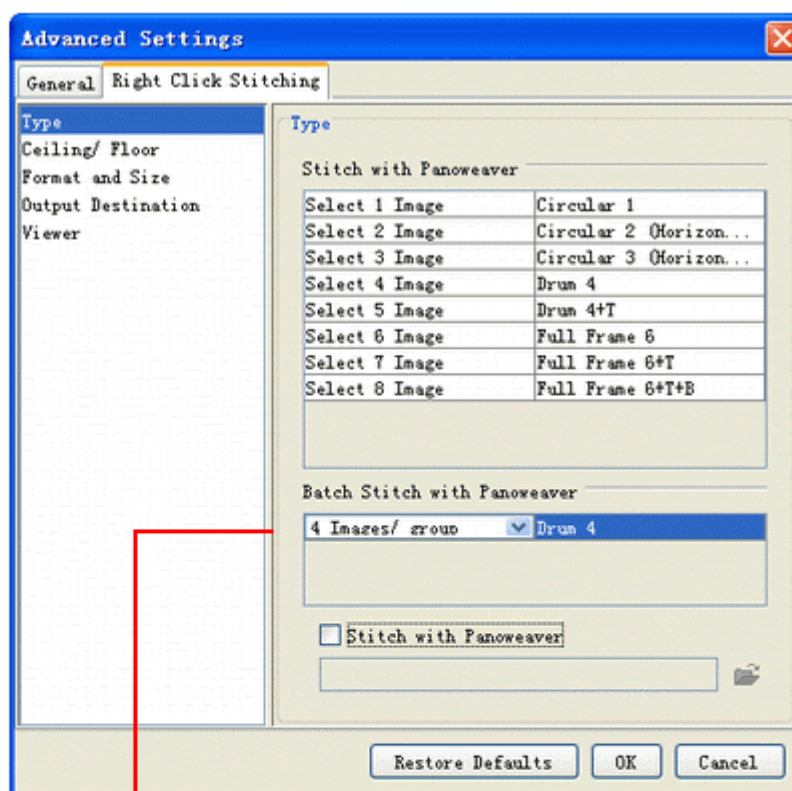 Advanced Settings
General Right Click Stitching
Type
Ceiling/ Floor
Format and Size
Output Destination
Viewer
Type
Stitch with Panoweaver
Select 1 Image Circular 1
Select 2 Image Circular 2 (Horizon...
Select 3 Image Circular 3 (Horizon...
Select 4 Image Drum 4
Select 5 Image Drum 4+T
Select 6 Image Full Frame 6
Select 7 Image Full Frame 6+T
Select 8 Image Full Frame 6+T+B
Batch Stitch with Panoweaver
4 Images/ group Drum 4
Stitch with Panoweaver
Restore Defaults OK Cancel